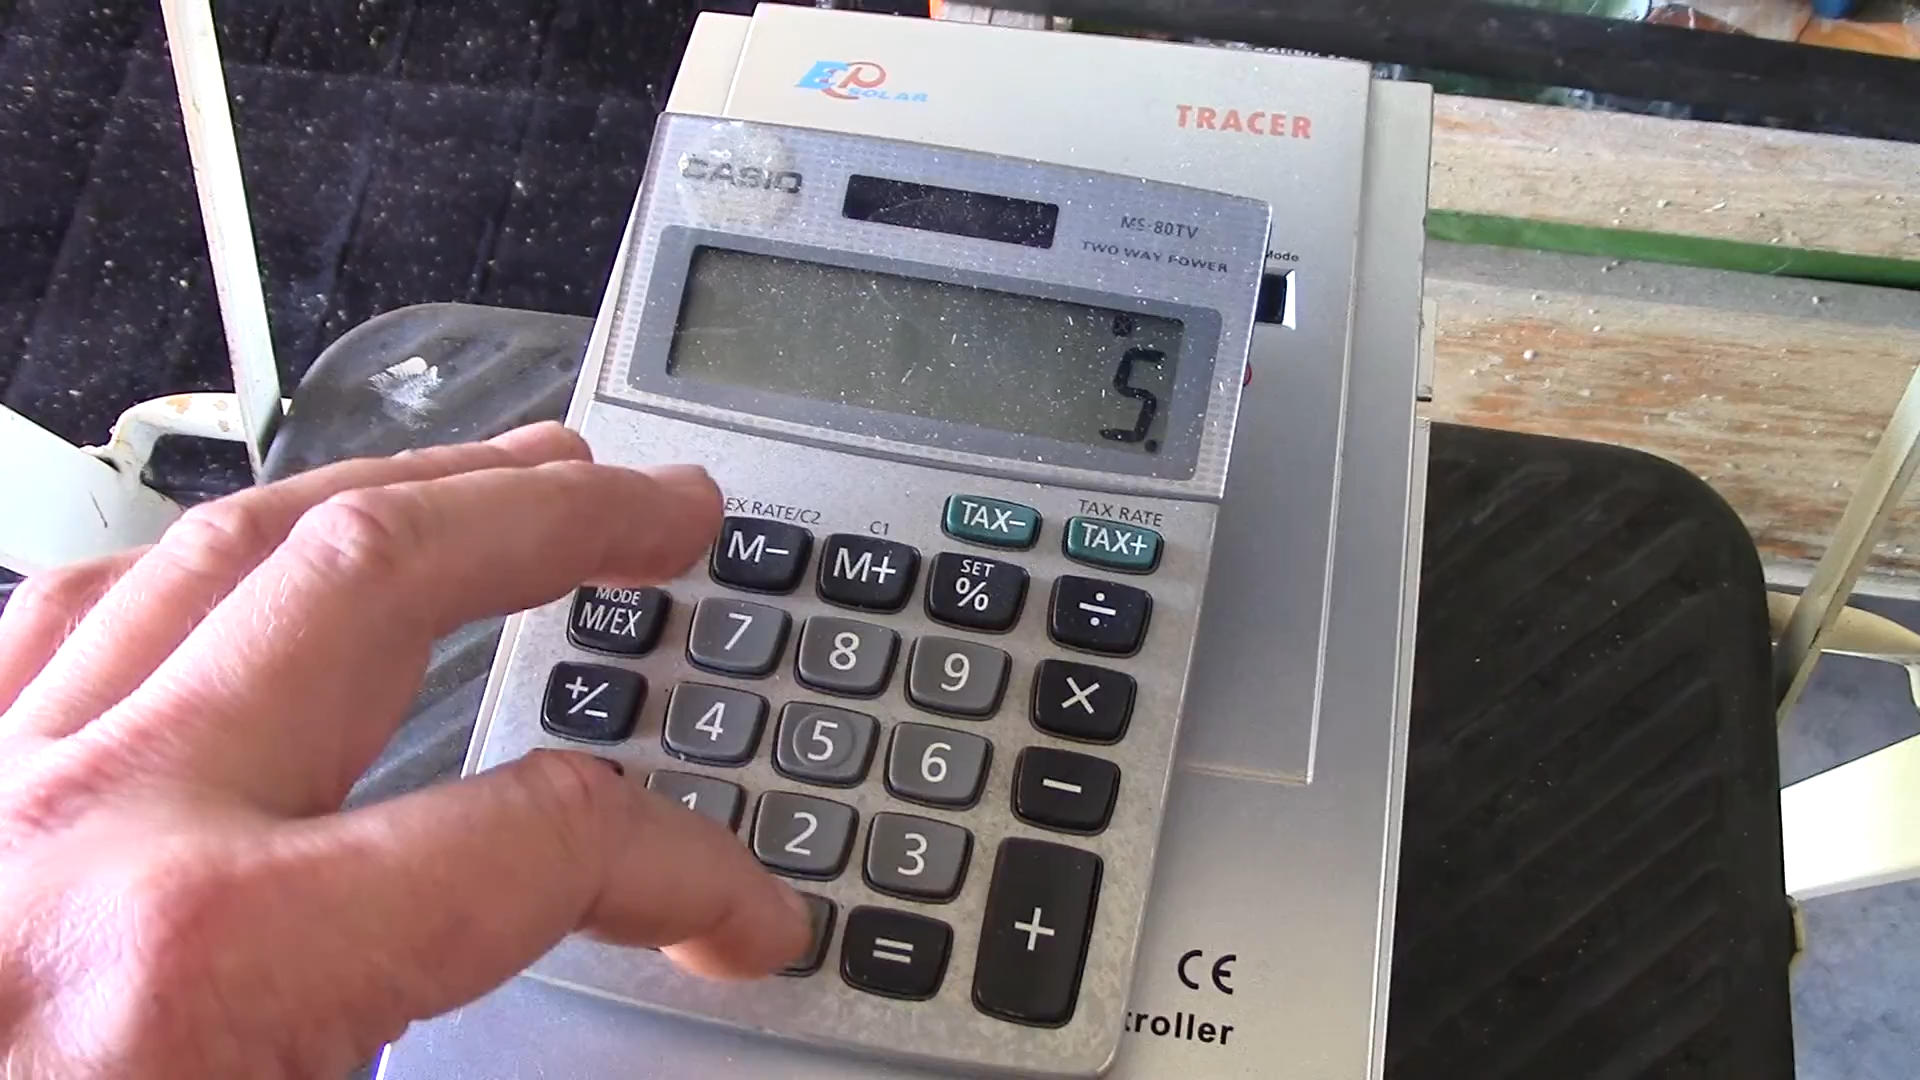 EP SOLAR
TRACER
CASIO
MS-80TV
TWO WAY POWER
Mode
5.
EX RATE/C2
C1
TAX-
TAX RATE
TAX+
M-
M+
SET
%
÷
MODE
M/EX
7
8
9
×
+/-
4
5
6
-
1
2
3
+
=
CE
troller